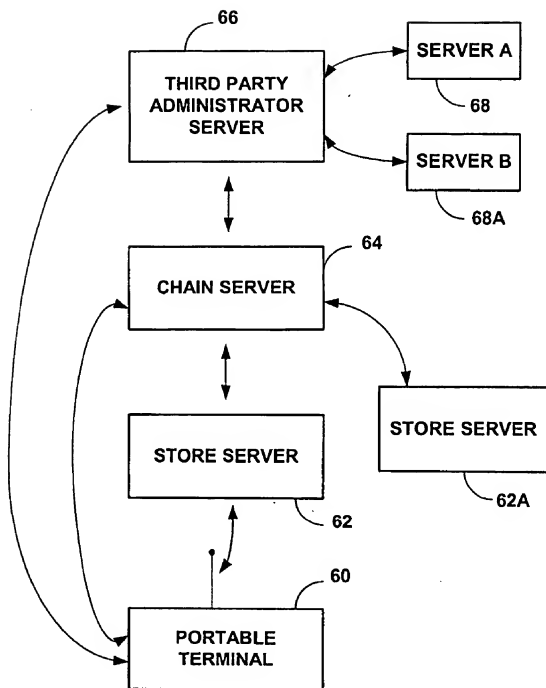 66
THIRD PARTY
ADMINISTRATOR
SERVER
SERVER A
68
SERVER B
68A
64
CHAIN SERVER
STORE SERVER
62
STORE SERVER
62A
60
PORTABLE
TERMINAL